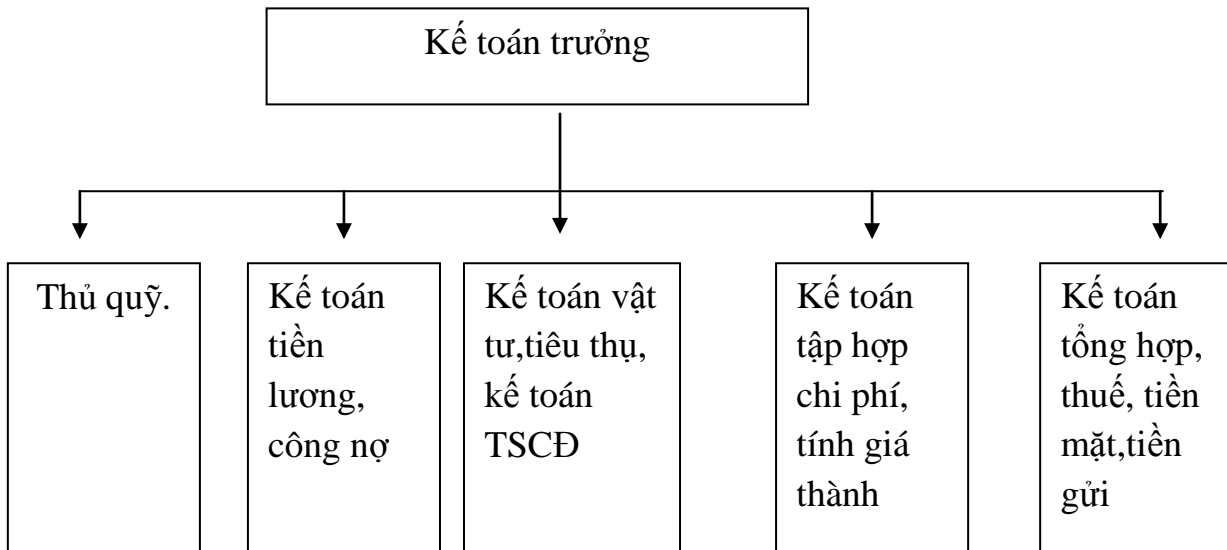 Kế toán trưởng
Thủ quỹ.
Kế toán
tiền
lương,
công nợ
Kế toán vật
tư,tiêu thụ,
kế toán
TSCĐ
Kế toán
tập hợp
chi phí,
tính giá
thành
Kế toán
tổng hợp,
thuế, tiền
mặt,tiền
gửi